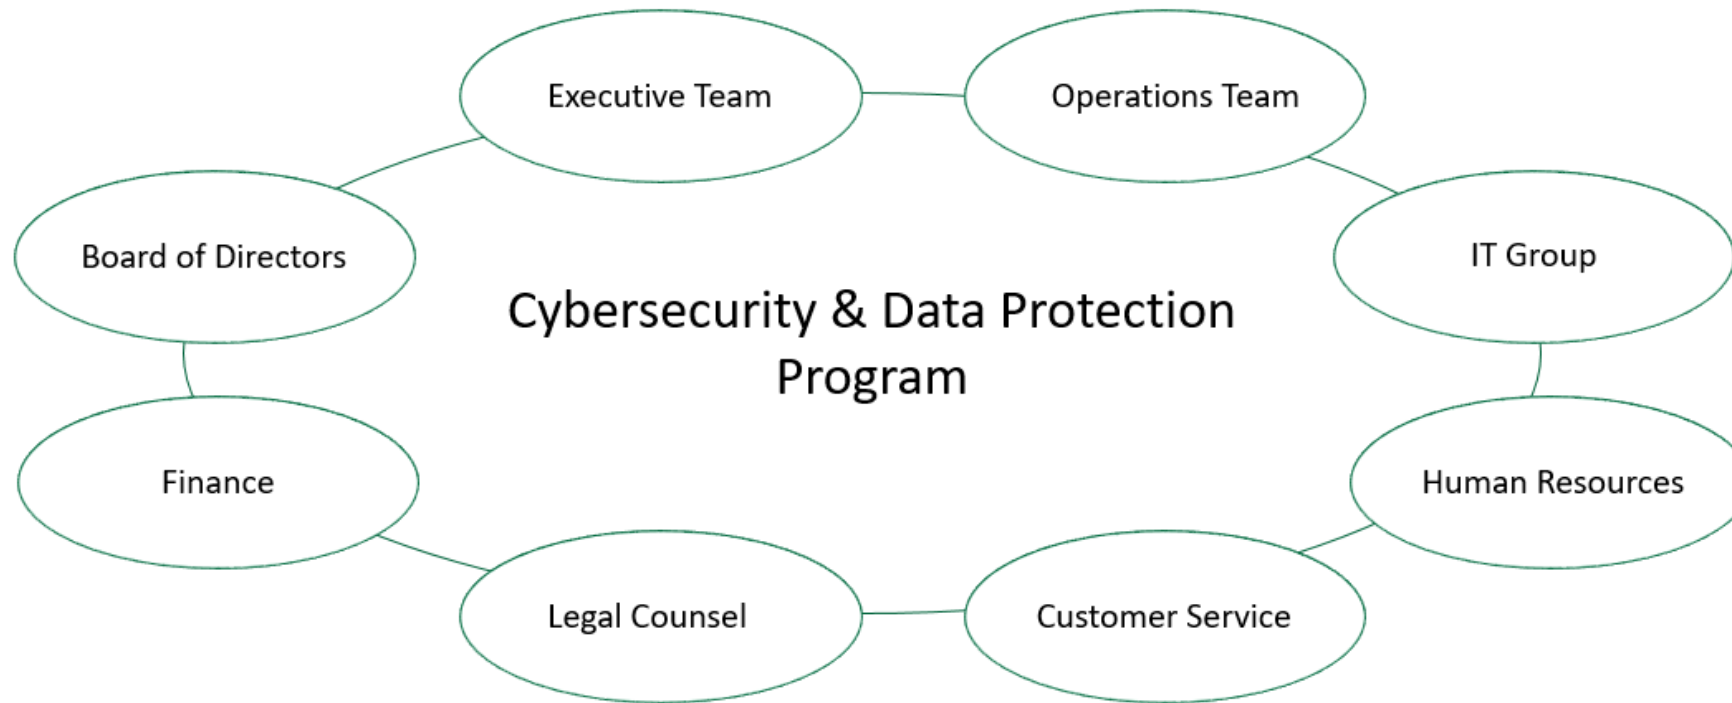 Executive Team
Operations Team
Board of Directors
IT Group
Cybersecurity & Data Protection
Program
Finance
Human Resources
Legal Counsel
Customer Service